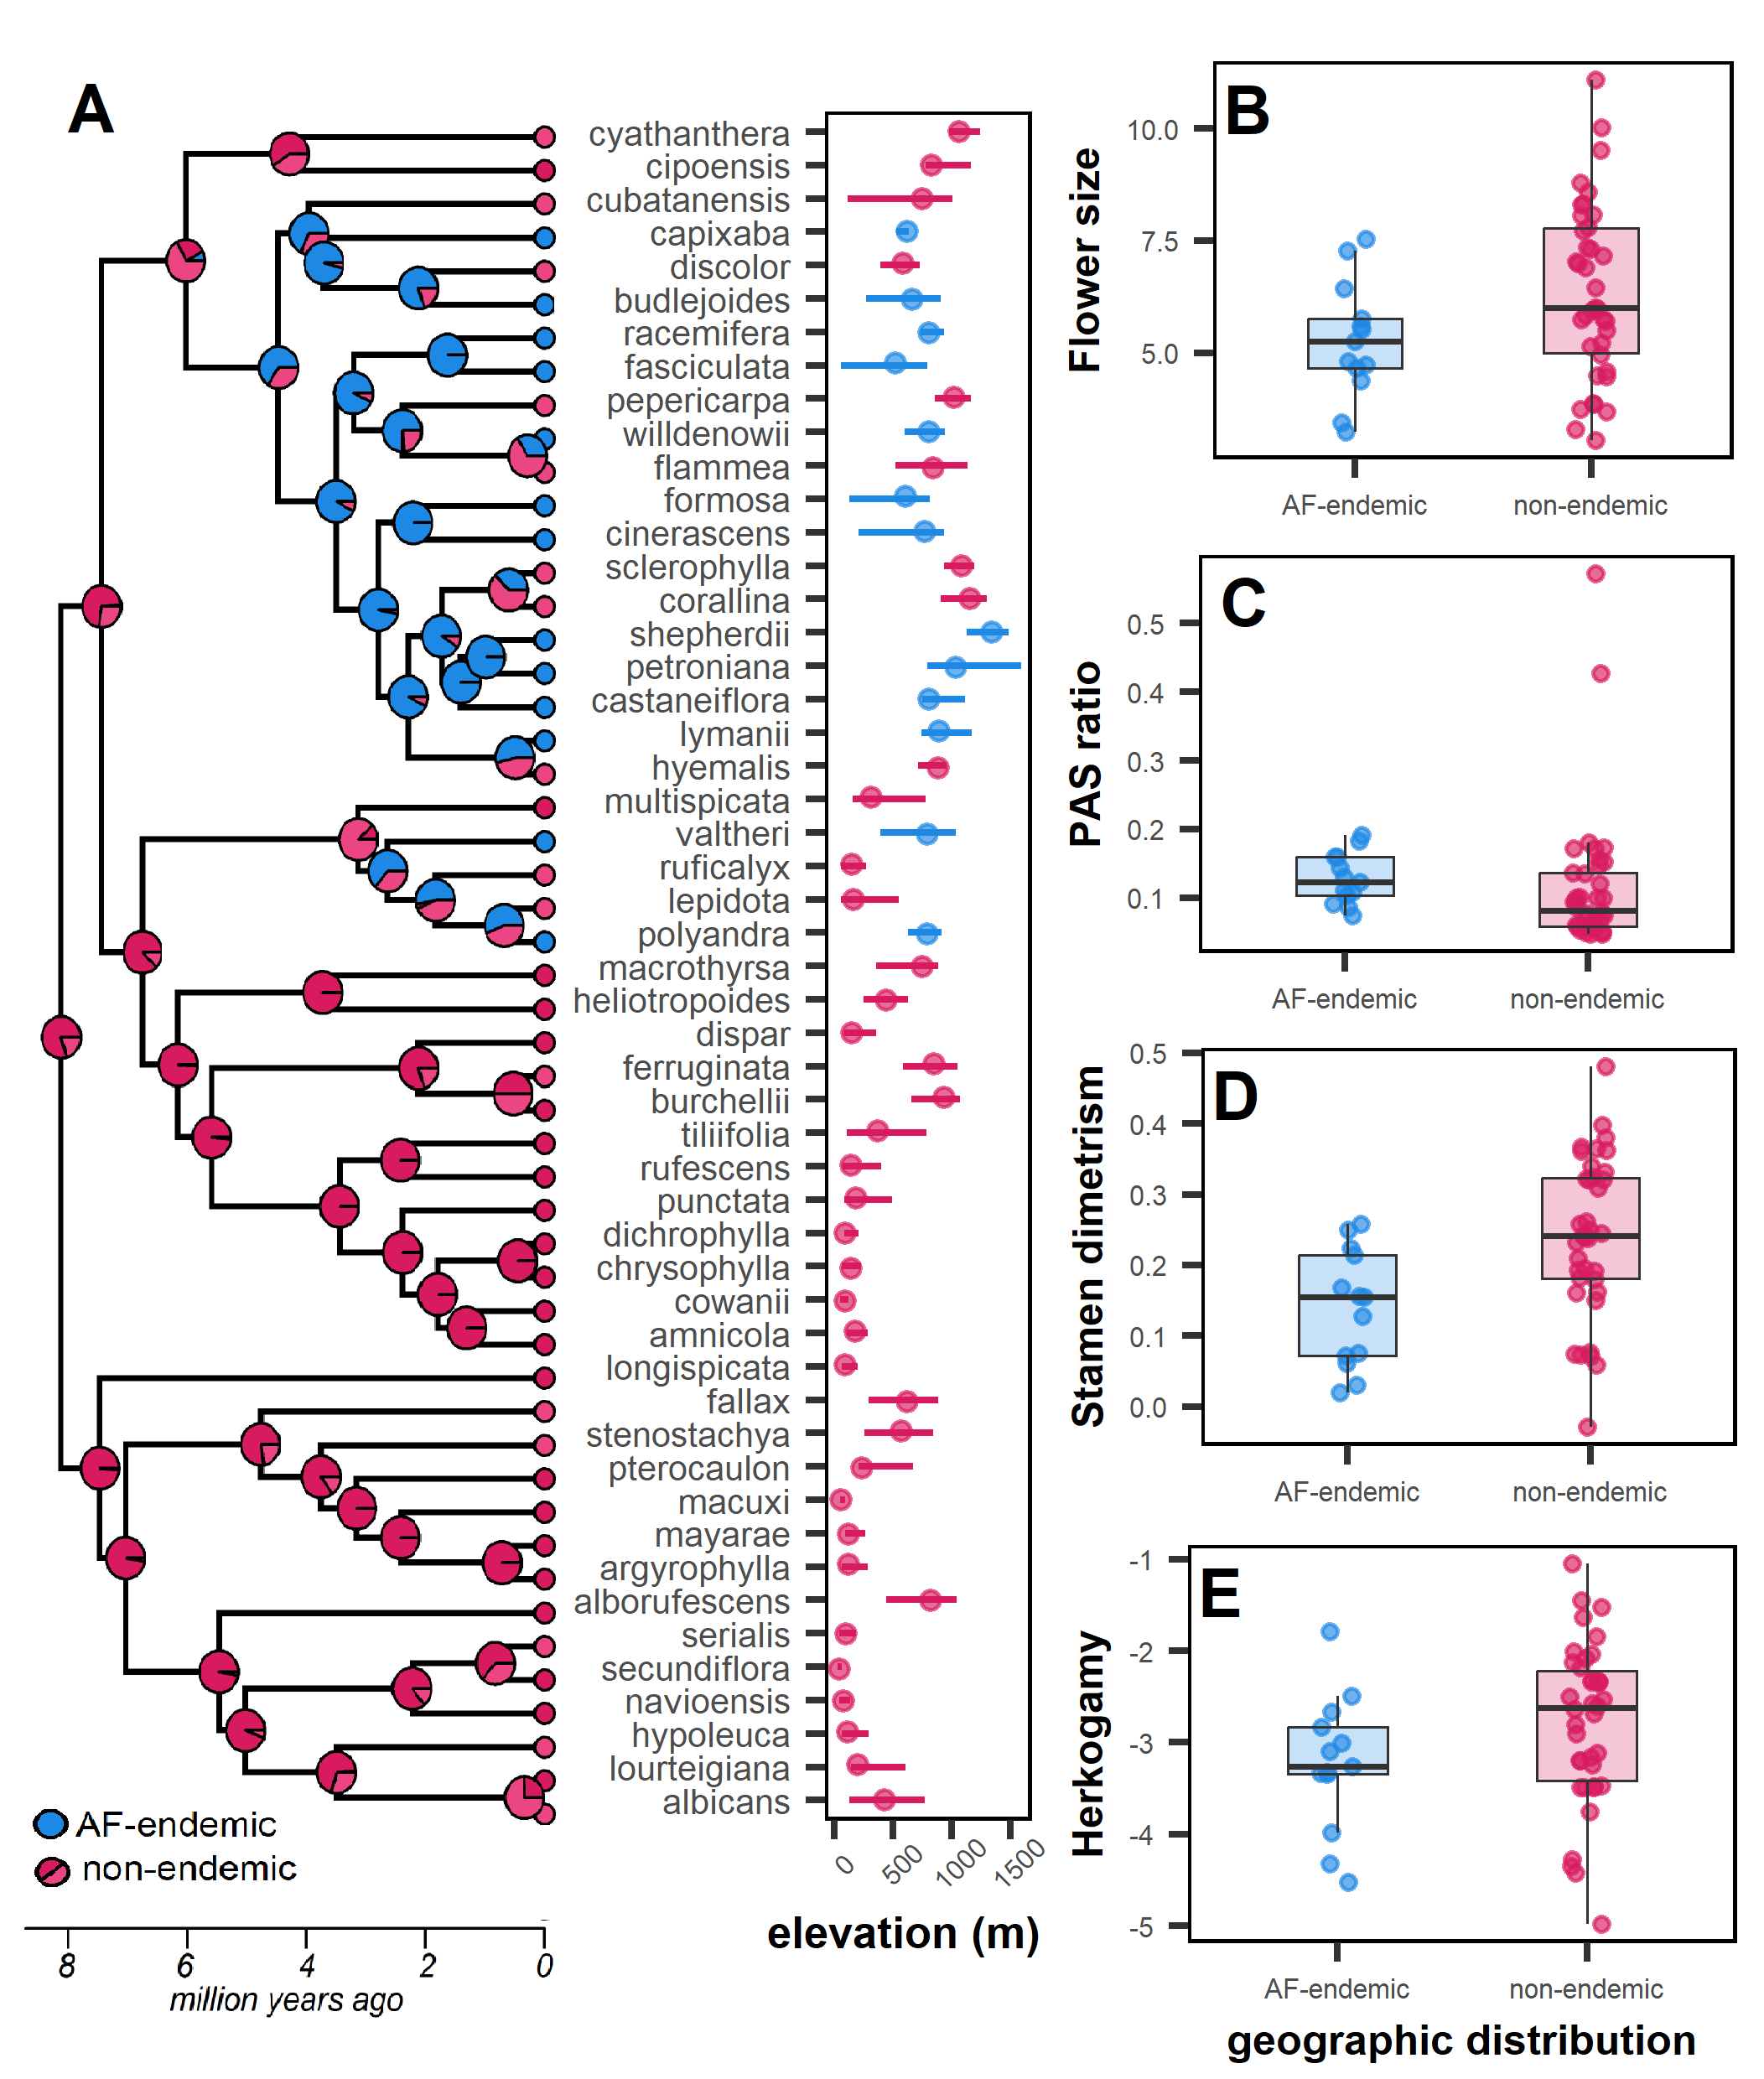 A
cyathanthera
cipoensis
cubatanensis
capixaba
discolor
budlejoides
racemifera
fasciculata
pepericarpa
willdenowii
flammea
formosa
cinerascens
sclerophylla
corallina
shepherdii
petroniana
castaneiflora
lymanii
hyemalis
multispicata
valtheri
ruficalyx
lepidota
polyandra
macrothyrsa
heliotropoides
dispar
ferruginata
burchellii
tiliifolia
rufescens
punctata
dichrophylla
chrysophylla
cowanii
amnicola
longispicata
fallax
stenostachya
pterocaulon
macuxi
mayarae
argyrophylla
alborufescens
serialis
secundiflora
navioensis
hypoleuca
lourteigiana
albicans
AF-endemic
non-endemic
8 6 4 2 0
million years ago
0 500 1000 1500
elevation (m)
B
Flower size
10.0
7.5
5.0
AF-endemic non-endemic
C
PAS ratio
0.5
0.4
0.3
0.2
0.1
AF-endemic non-endemic
D
Stamen dimetrism
0.5
0.4
0.3
0.2
0.1
0.0
AF-endemic non-endemic
E
Herkogamy
-1
-2
-3
-4
-5
AF-endemic non-endemic
geographic distribution